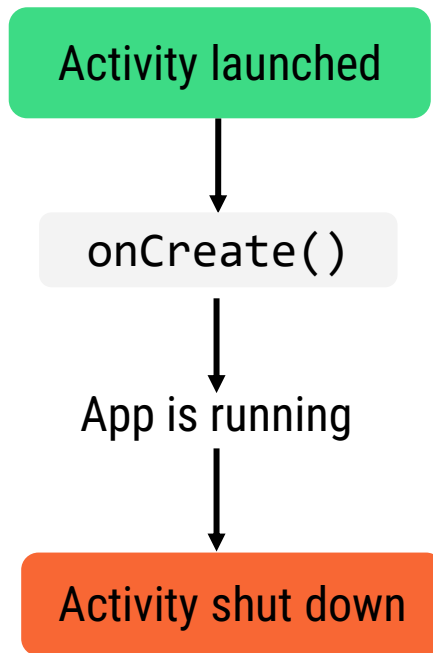 Activity launched
onCreate()
App is running
Activity shut down